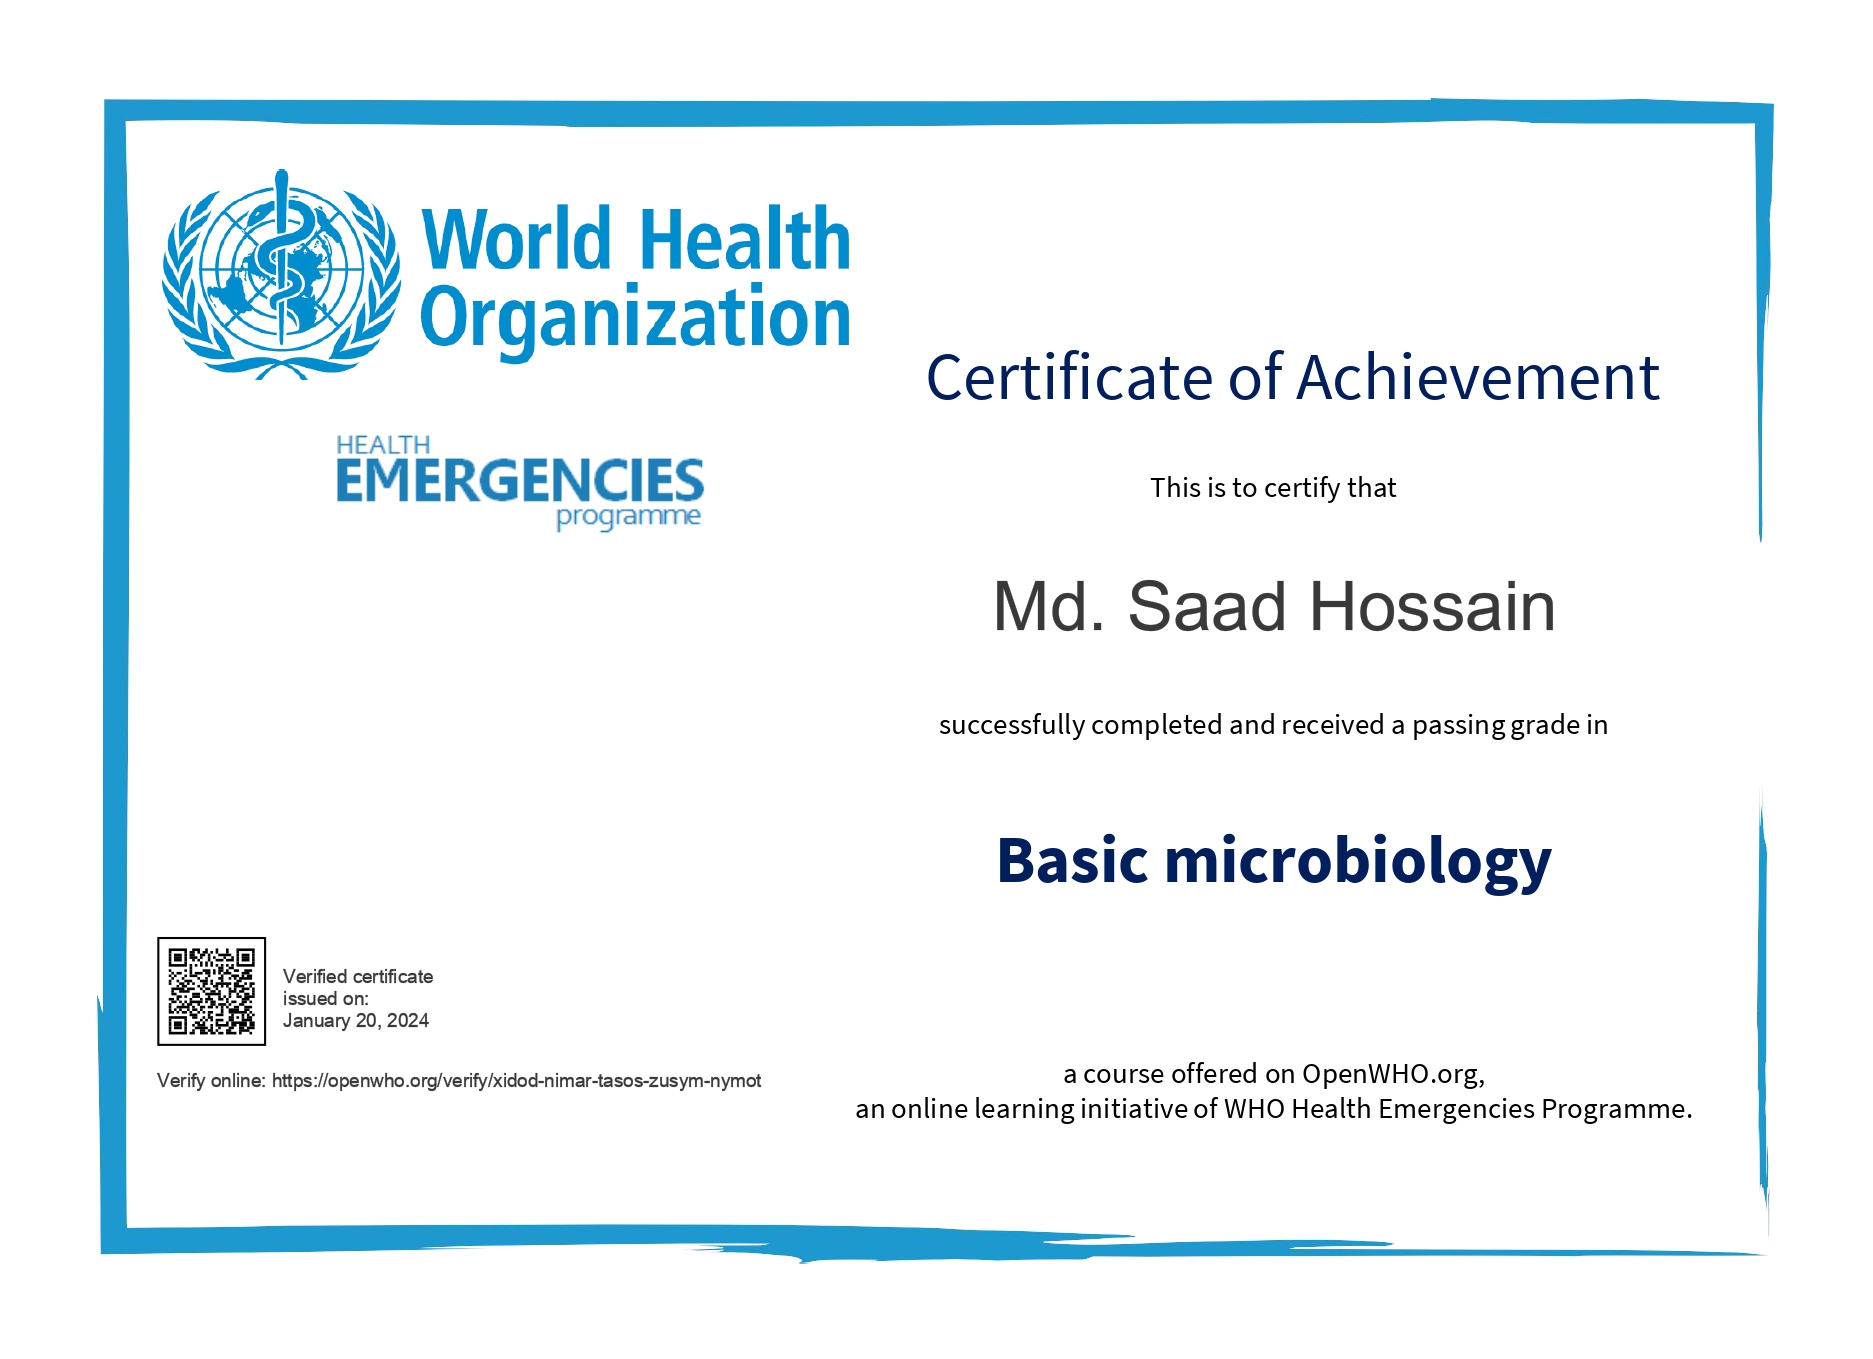 World Health
Organization
HEALTH
EMERGENCIES
programme
Certificate of Achievement
This is to certify that
Md. Saad Hossain
successfully completed and received a passing grade in
Basic microbiology
Verified certificate
issued on:
January 20, 2024
Verify online: https://openwho.org/verify/xidod-nimar-tasos-zusym-nymot
a course offered on OpenWHO.org,
an online learning initiative of WHO Health Emergencies Programme.